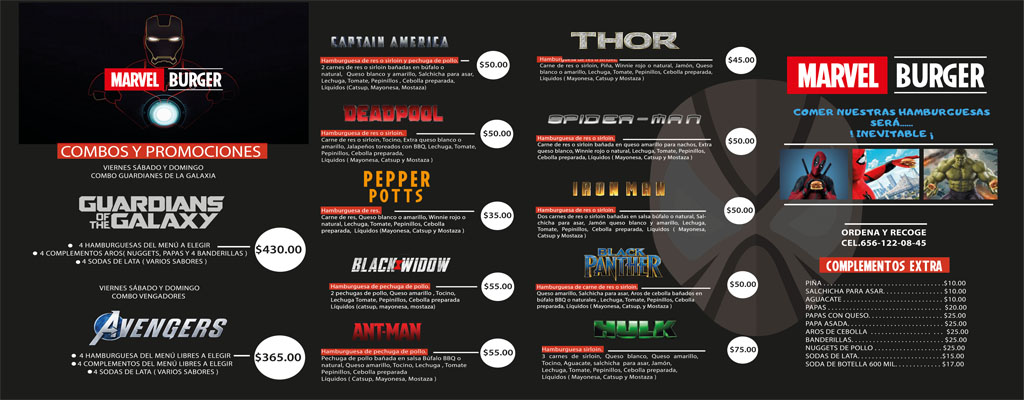 MARVEL BURGER
COMBOS Y PROMOCIONES
VIERNES SÁBADO Y DOMINGO
COMBO GUARDIANES DE LA GALAXIA
GUARDIANS
OF THE GALAXY
● 4 HAMBURGUESAS DEL MENÚ A ELEGIR
● 4 COMPLEMENTOS AROS( NUGGETS, PAPAS Y 4 BANDERILLAS )
● 4 SODAS DE LATA ( VARIOS SABORES )
$430.00
VIERNES SÁBADO Y DOMINGO
COMBO VENGADORES
AVENGERS
● 4 HAMBURGUESA DEL MENÚ LIBRES A ELEGIR
● 4 COMPLEMENTOS DEL MENÚ LIBRES A ELEGIR
● 4 SODAS DE LATA ( VARIOS SABORES )
$365.00
CAPTAIN AMERICA
Hamburguesa de res o sirloin y pechuga de pollo.
2 carnes de res o sirloin bañadas en búfalo o
natural, Queso blanco y amarillo, Salchicha para asar,
Lechuga, Tomate, Pepinillos , Cebolla preparada,
Líquidos (Catsup, Mayonesa, Mostaza)
$50.00
DEADPOOL
Hamburguesa de res o sirloin.
Carne de res o sirloin, Tocino, Extra queso blanco o
amarillo, Jalapeños toreados con BBQ, Lechuga, Tomate,
Pepinillos, Cebolla preparada
Líquidos ( Mayonesa, Catsup y Mostaza )
$50.00
PEPPER
POTTS
Hamburguesa de res.
Carne de res, Queso blanco o amarillo, Winnie rojo o
natural, Lechuga, Tomate, Pepinillos, Cebolla
preparada, Líquidos (Mayonesa, Catsup y Mostaza)
$35.00
BLACK WIDOW
Hamburguesa de pechuga de pollo.
2 pechugas de pollo, Queso amarillo , Tocino,
Lechuga Tomate, Pepinillos, Cebolla preparada
Líquidos (catsup, mayonesa, Mostaza)
$55.00
ANT-MAN
Hamburguesa de pechuga de pollo.
Pechuga de pollo bañada en salsa Búfalo BBQ o
natural, Queso amarillo, Tocino, Lechuga , Tomate
Pepinillos, Cebolla preparada
Líquidos ( Catsup, Mayonesa, Mostaza )
$55.00
THOR
Carne de res o sirloin, Piña, Winnie rojo o natural, Jamón, Queso
blanco o amarillo, Lechuga, Tomate, Pepinillos, Cebolla preparada,
Líquidos ( Mayonesa, Catsup y Mostaza )
$45.00
SPIDER-MAN
Hamburguesa de res o sirloin.
Carne de res o sirloin bañada en queso amarillo para nachos, Extra
queso blanco, Winnie rojo o natural, Lechuga, Tomate, Pepinillos,
Cebolla preparada, Líquidos ( Mayonesa, Catsup y Mostaza )
$50.00
IRON MAN
Hamburguesa de res o sirloin.
Dos carnes de res o sirloin bañadas en salsa búfalo o natural, Sal-
chicha para asar, Jamón queso blanco y amarillo, Lechuga,
Tomate, Pepinillos, Cebolla preparada, Líquidos ( Mayonesa,
Catsup y Mostaza )
$50.00
BLACK
PANTHER
Hamburguesa de carne de res o sirloin.
Queso amarillo, Salchicha para asar, Aros de cebolla bañados en
búfalo BBQ o naturales , Lechuga, Tomate, Pepinillos, Cebolla
preparada, Líquidos ( Mayonesa, Catsup y Mostaza )
$50.00
HULK
Hamburguesa sirloin.
3 carnes de sirloin, Queso blanco, Queso amarillo,
Tocino, Aguacate, salchicha para asar, Jamón,
Lechuga, Tomate, Pepinillos, Cebolla preparada
Líquidos ( Mayonesa, Catsup y Mostaza )
$75.00
MARVEL BURGER
COMER NUESTRAS HAMBURGUESAS
SERÁ......
! INEVITABLE ¡
ORDENA Y RECOGE
CEL.656-122-08-45
COMPLEMENTOS EXTRA
PIÑA $10.00
SALCHICHA PARA ASAR $10.00
AGUACATE $10.00
PAPAS $20.00
PAPAS CON QUESO $25.00
PAPA ASADA $25.00
AROS DE CEBOLLA $25.00
BANDERILLAS $25.00
NUGGETS DE POLLO $25.00
SODAS DE LATA $15.00
SODA DE BOTELLA 600 MIL $17.00